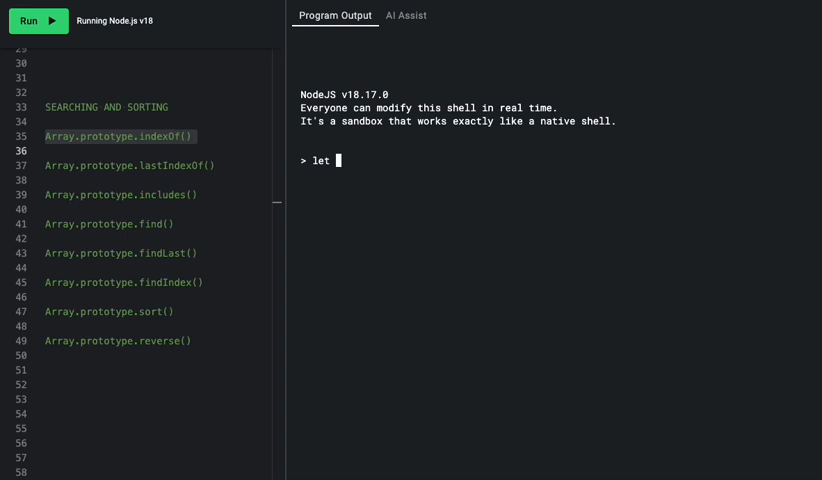 Run Running Node.js v18
Program Output AI Assist
29
30
31
32
33 SEARCHING AND SORTING
34
35 Array.prototype.indexOf()
36
37 Array.prototype.lastIndexOf()
38
39 Array.prototype.includes()
40
41 Array.prototype.find()
42
43 Array.prototype.findLast()
44
45 Array.prototype.findIndex()
46
47 Array.prototype.sort()
48
49 Array.prototype.reverse()
50
51
52
53
54
55
56
57
58
NodeJS v18.17.0
Everyone can modify this shell in real time.
It's a sandbox that works exactly like a native shell.
> let